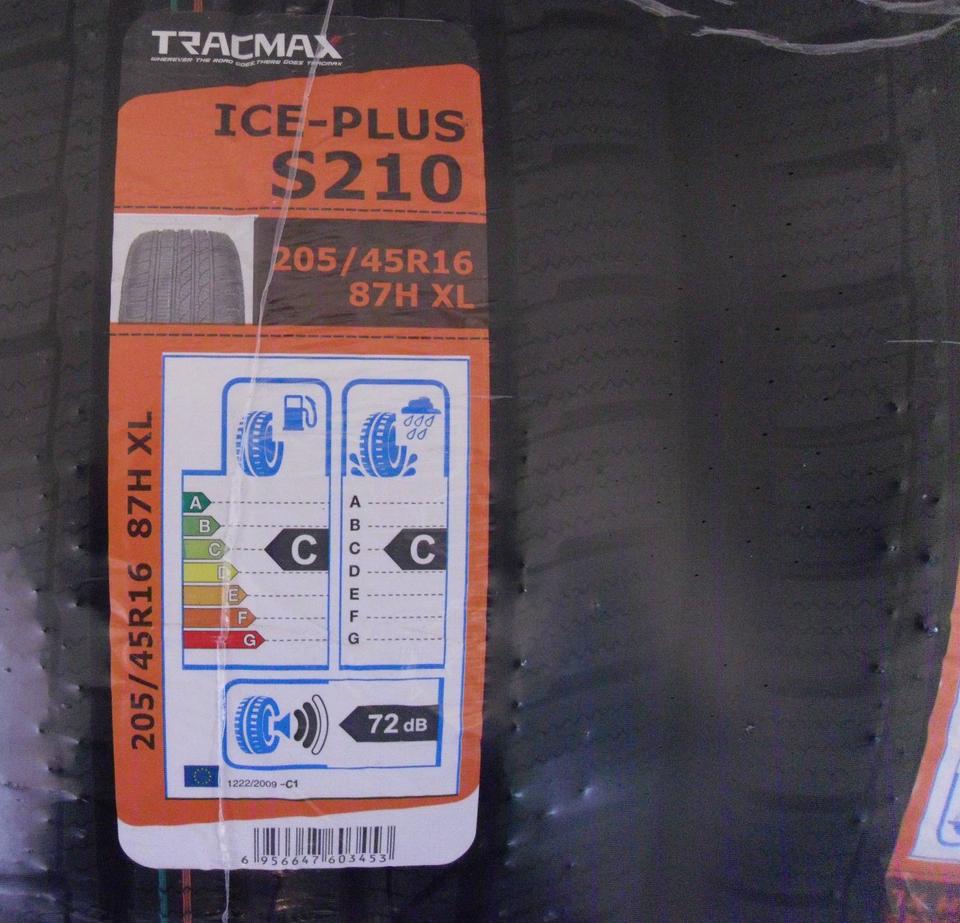 TRACMAX
WHEREVER THE ROAD GOES, THERE GOES TRACMAX
ICE-PLUS
S210
205/45R16
87H XL
205/45R16 87H XL
A
B
C
D
E
F
G
C
A
B
C
D
E
F
G
C
72 dB
1222/2009 -C1
6 956647 603453